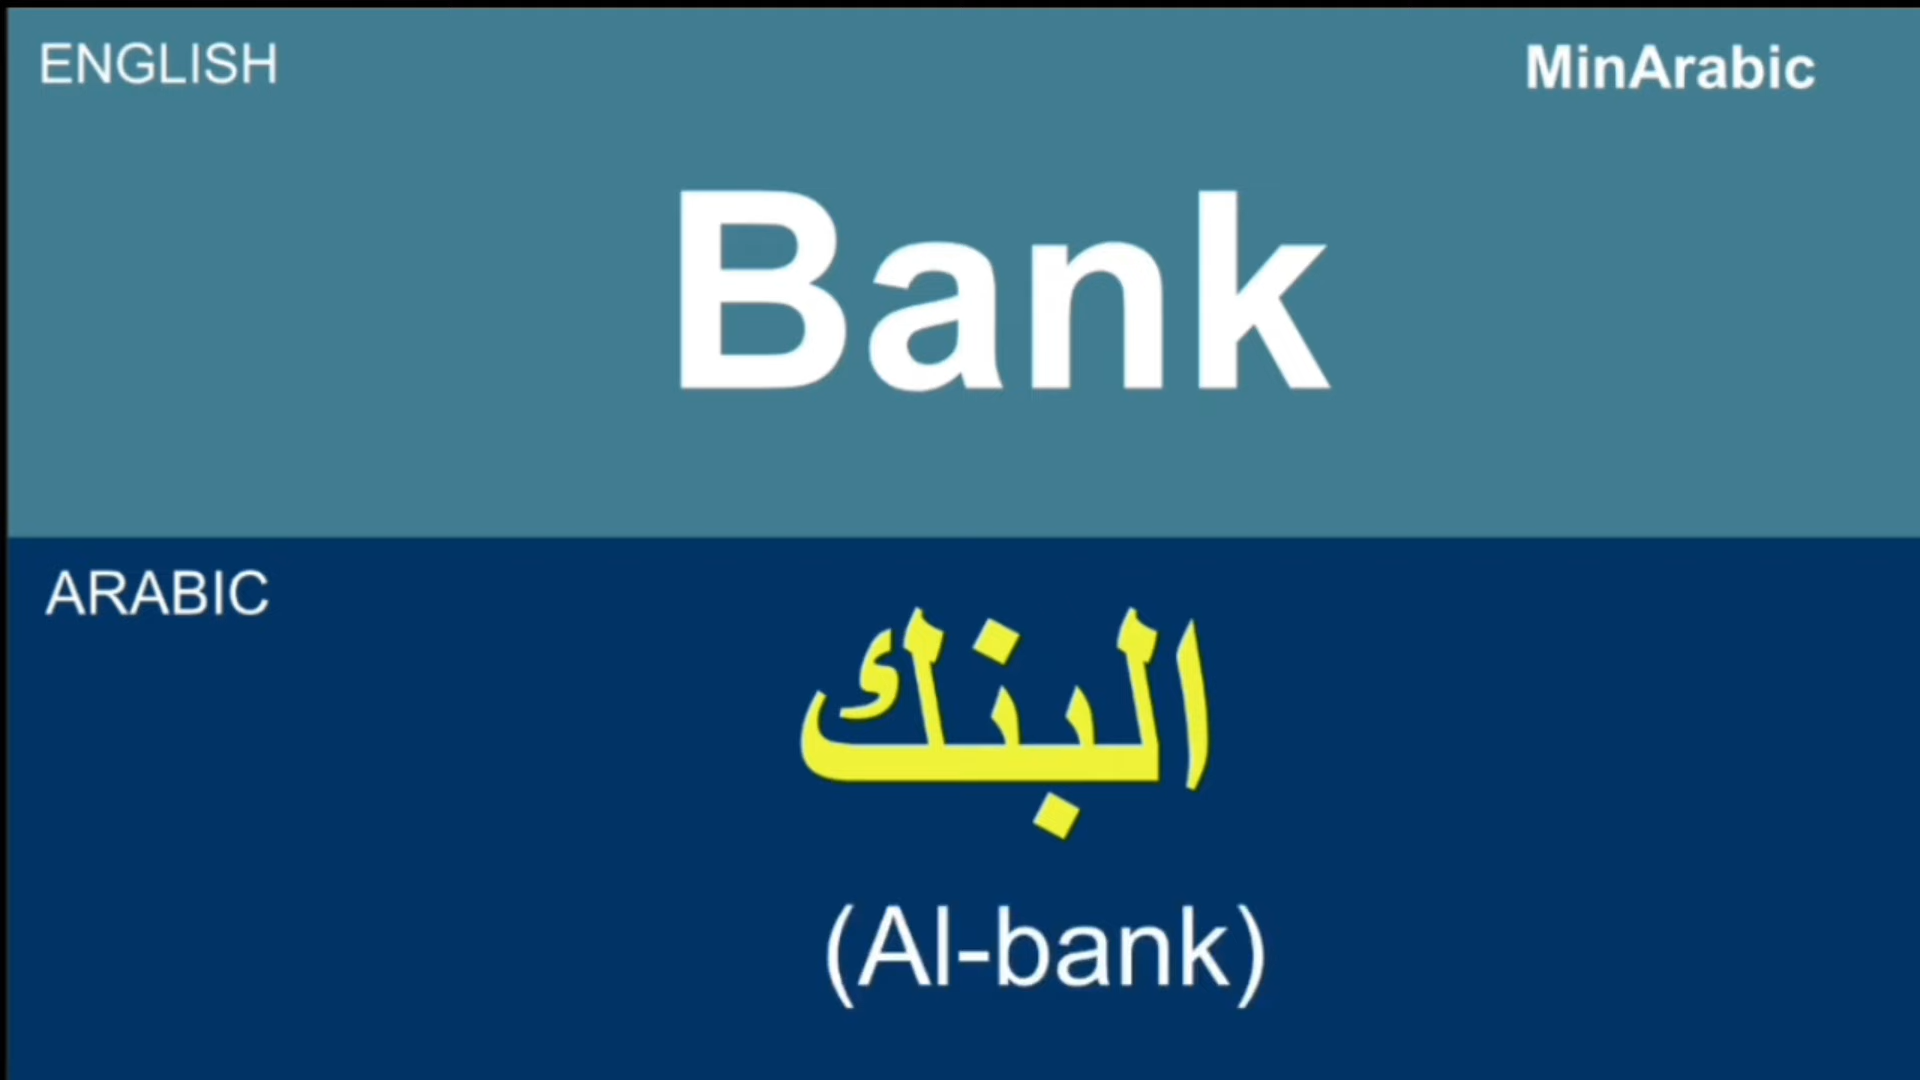 ENGLISH
MinArabic
Bank
ARABIC
البنك
(Al-bank)